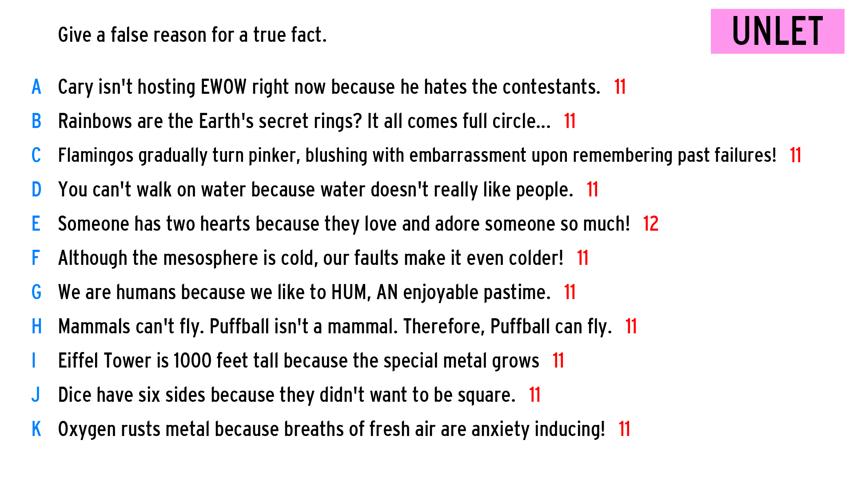 Give a false reason for a true fact.
UNLET
A Cary isn't hosting EWOW right now because he hates the contestants. 11
B Rainbows are the Earth's secret rings? It all comes full circle... 11
C Flamingos gradually turn pinker, blushing with embarrassment upon remembering past failures! 11
D You can't walk on water because water doesn't really like people. 11
E Someone has two hearts because they love and adore someone so much! 12
F Although the mesosphere is cold, our faults make it even colder! 11
G We are humans because we like to HUM, AN enjoyable pastime. 11
H Mammals can't fly. Puffball isn't a mammal. Therefore, Puffball can fly. 11
I Eiffel Tower is 1000 feet tall because the special metal grows 11
J Dice have six sides because they didn't want to be square. 11
K Oxygen rusts metal because breaths of fresh air are anxiety inducing! 11